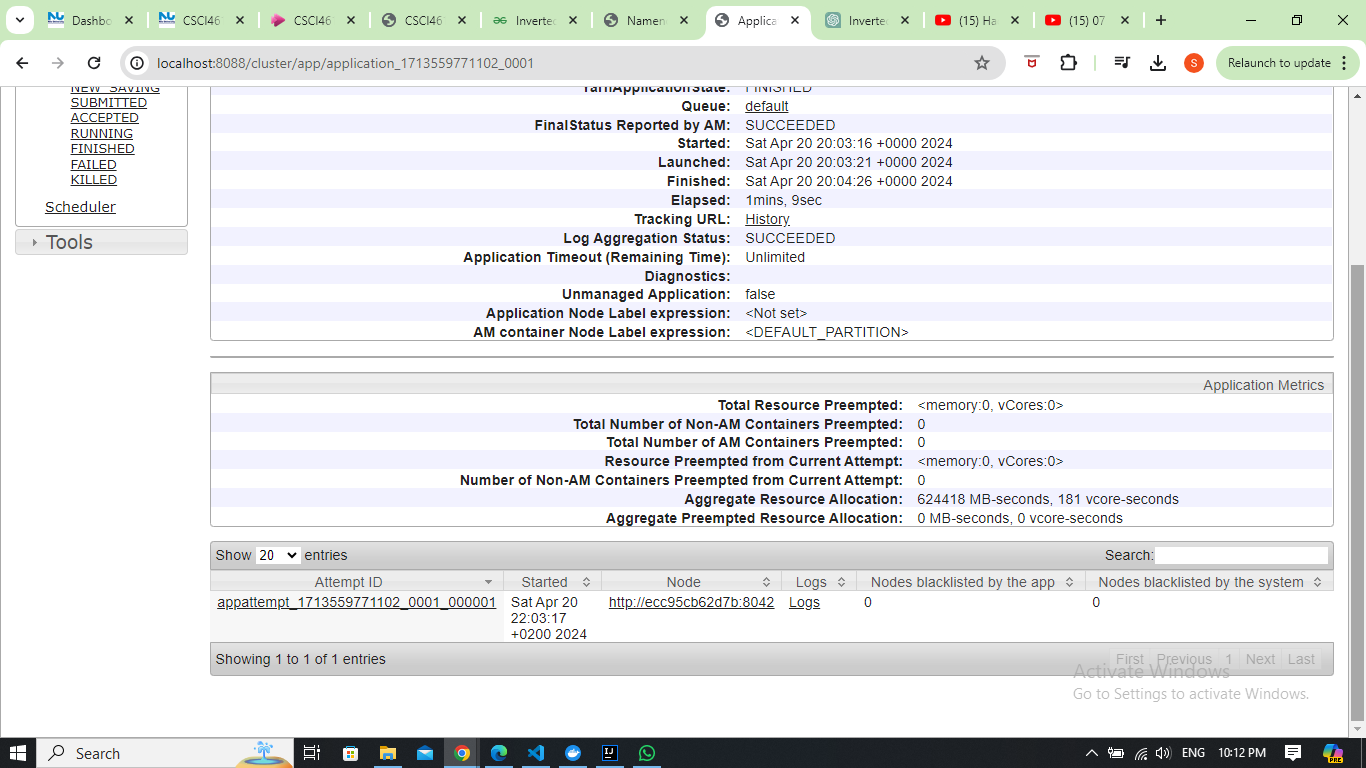 Dashbo
CSCI46
CSCI46
CSCI46
Inverte
Namen
Applica
Inverte
(15) Ha
(15) 07
localhost:8088/cluster/app/application_1713559771102_0001
S
Relaunch to update
NEW_SAVING
SUBMITTED
ACCEPTED
RUNNING
FINISHED
FAILED
KILLED
Scheduler
Tools
YarnApplicationState: FINISHED
Queue: default
FinalStatus Reported by AM: SUCCEEDED
Started: Sat Apr 20 20:03:16 +0000 2024
Launched: Sat Apr 20 20:03:21 +0000 2024
Finished: Sat Apr 20 20:04:26 +0000 2024
Elapsed: 1mins, 9sec
Tracking URL: History
Log Aggregation Status: SUCCEEDED
Application Timeout (Remaining Time): Unlimited
Diagnostics:
Unmanaged Application: false
Application Node Label expression: <Not set>
AM container Node Label expression: <DEFAULT_PARTITION>
Application Metrics
Total Resource Preempted: <memory:0, vCores:0>
Total Number of Non-AM Containers Preempted: 0
Total Number of AM Containers Preempted: 0
Resource Preempted from Current Attempt: <memory:0, vCores:0>
Number of Non-AM Containers Preempted from Current Attempt: 0
Aggregate Resource Allocation: 624418 MB-seconds, 181 vcore-seconds
Aggregate Preempted Resource Allocation: 0 MB-seconds, 0 vcore-seconds
Show 20 entries Search:
Attempt ID Started Node Logs Nodes blacklisted by the app Nodes blacklisted by the system
appattempt_1713559771102_0001_000001 Sat Apr 20 http://ecc95cb62d7b:8042 Logs 0 0
22:03:17
+0200 2024
Showing 1 to 1 of 1 entries First Previous 1 Next Last
Activate Windows
Go to Settings to activate Windows.
Search
ENG 10:12 PM
PRE